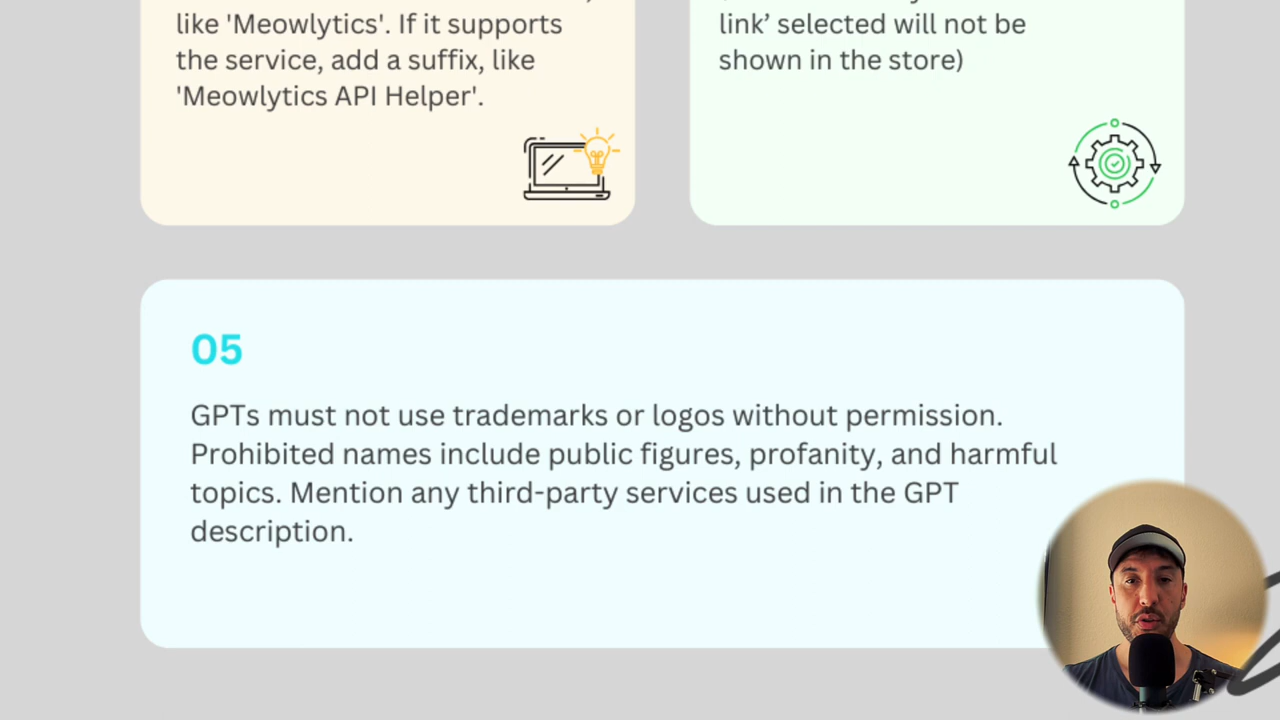 like 'Meowlytics'. If it supports
the service, add a suffix, like
'Meowlytics API Helper'.
link’ selected will not be
shown in the store)
05
GPTs must not use trademarks or logos without permission.
Prohibited names include public figures, profanity, and harmful
topics. Mention any third-party services used in the GPT
description.